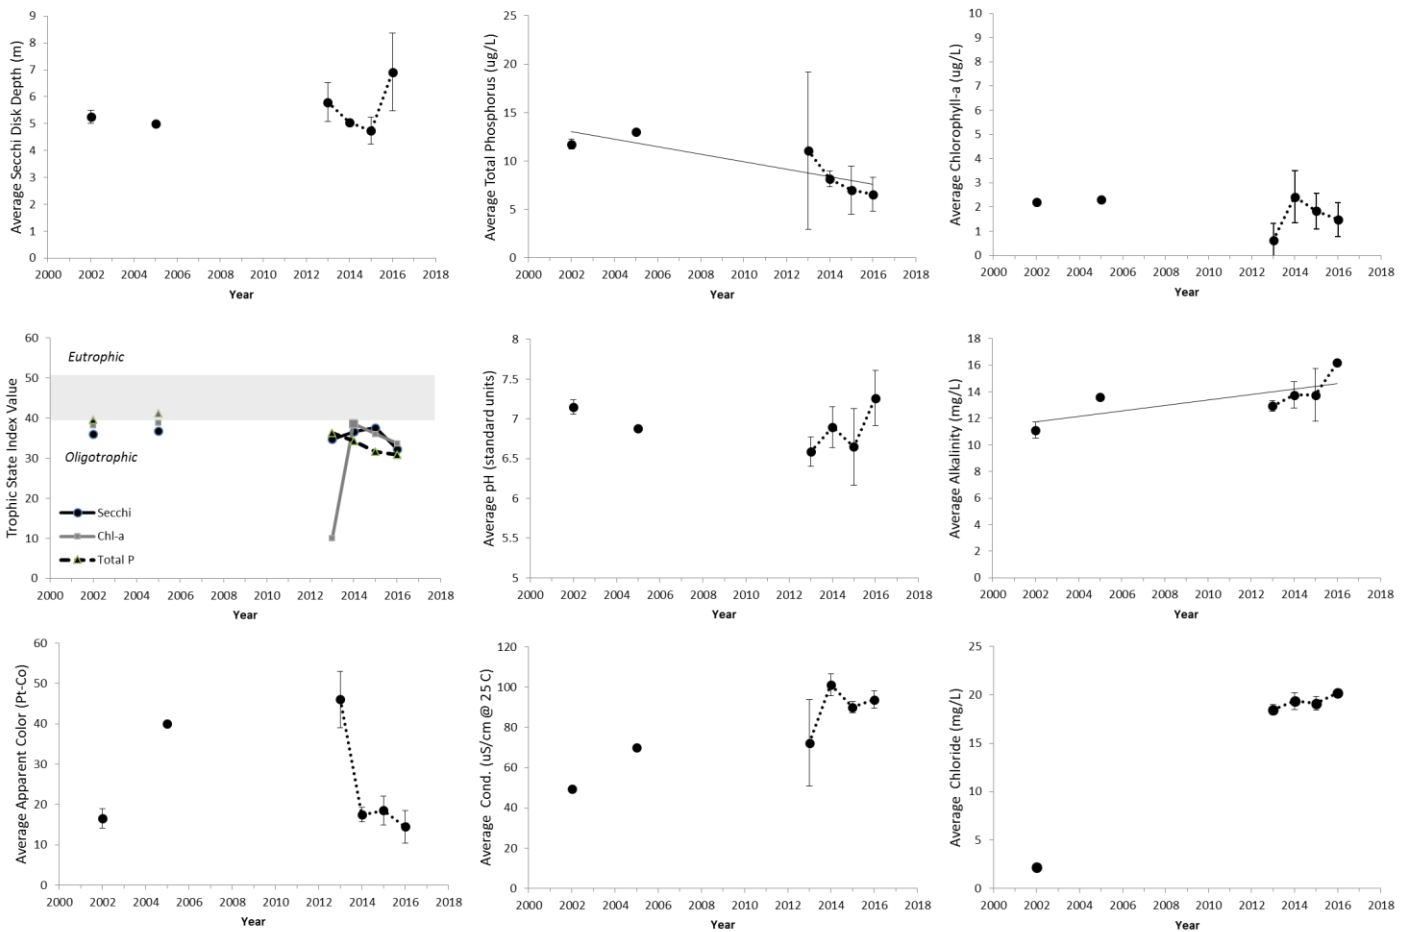 Average Secchi Disk Depth (m)
9
8
7
6
5
4
3
2
1
0
2000 2002 2004 2006 2008 2010 2012 2014 2016 2018
Year
Average Total Phosphorus (ug/L)
25
20
15
10
5
0
2000 2002 2004 2006 2008 2010 2012 2014 2016 2018
Year
Average Chlorophyll-a (ug/L)
10
9
8
7
6
5
4
3
2
1
0
2000 2002 2004 2006 2008 2010 2012 2014 2016 2018
Year
Trophic State Index Value
60
50
40
30
20
10
0
Eutrophic
Oligotrophic
Secchi
Chl-a
Total P
2000 2002 2004 2006 2008 2010 2012 2014 2016 2018
Year
Average pH (standard units)
8
7.5
7
6.5
6
5.5
5
2000 2002 2004 2006 2008 2010 2012 2014 2016 2018
Year
Average Alkalinity (mg/L)
18
16
14
12
10
8
6
4
2
0
2000 2002 2004 2006 2008 2010 2012 2014 2016 2018
Year
Average Apparent Color (Pt-Co)
60
50
40
30
20
10
0
2000 2002 2004 2006 2008 2010 2012 2014 2016 2018
Year
Average Cond. (uS/cm @ 25 C)
120
100
80
60
40
20
0
2000 2002 2004 2006 2008 2010 2012 2014 2016 2018
Year
Average Chloride (mg/L)
25
20
15
10
5
0
2000 2002 2004 2006 2008 2010 2012 2014 2016 2018
Year